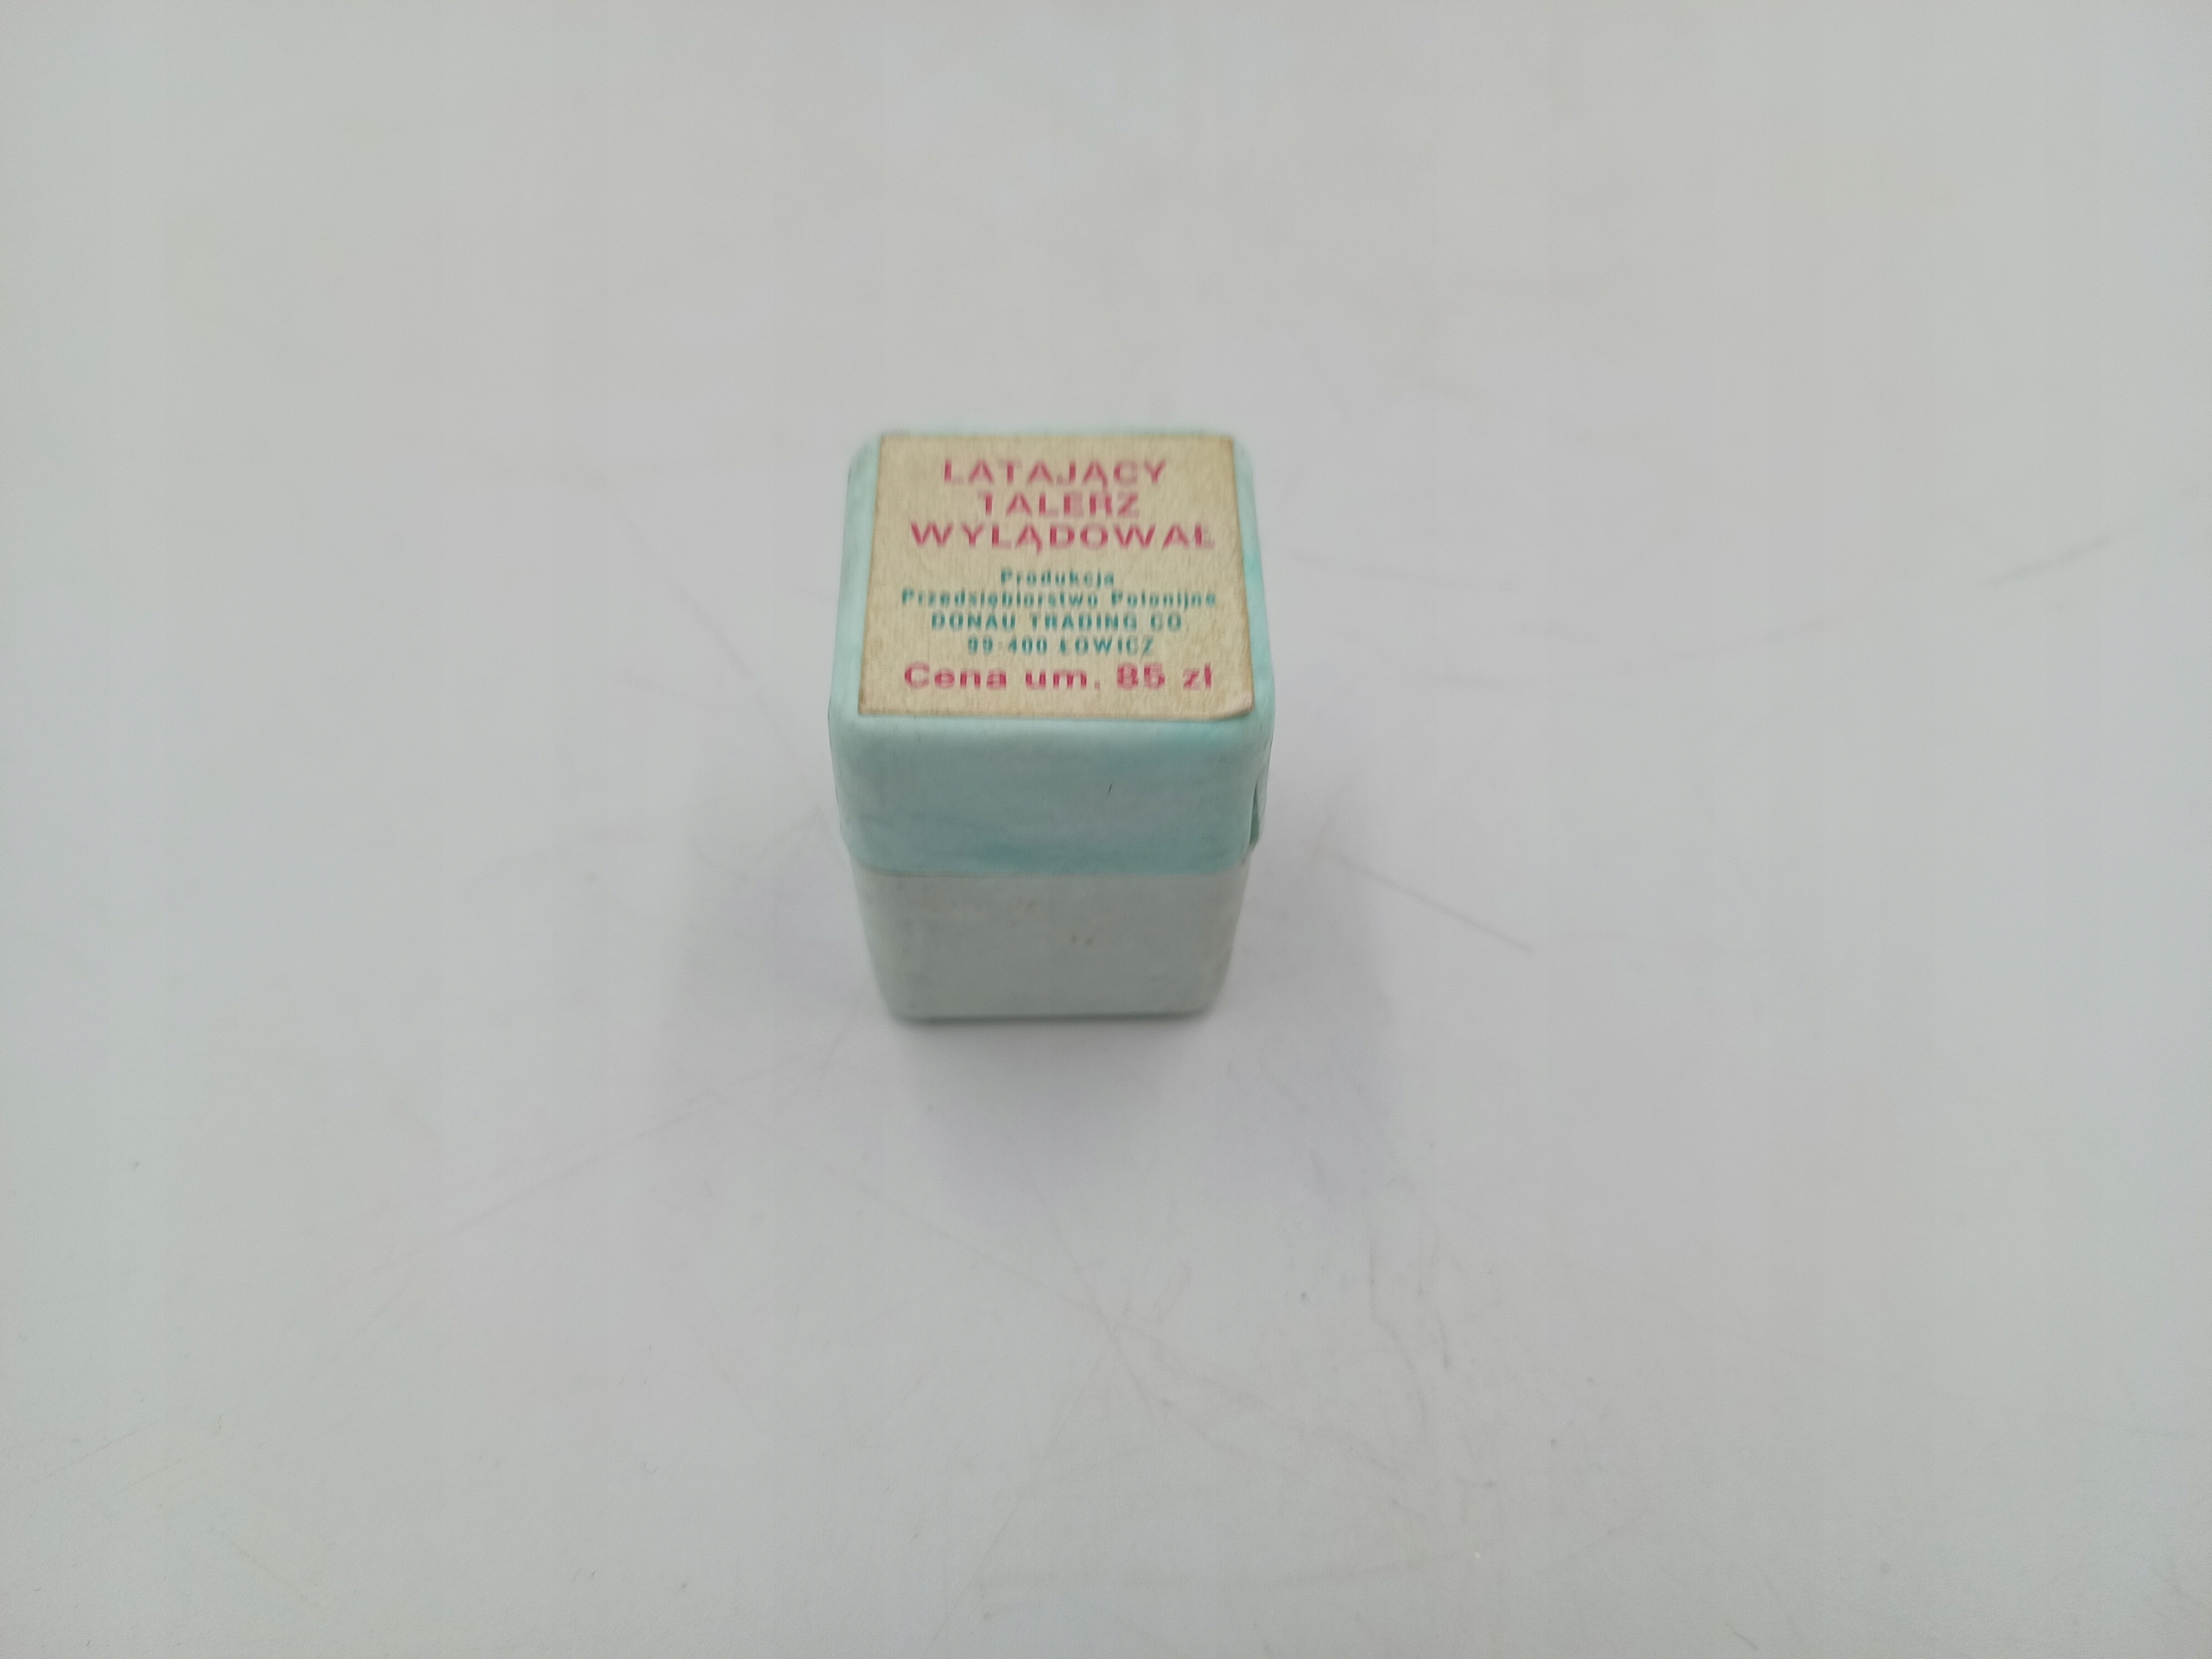 LATAJĄCY
TALERZ
WYLĄDOWAŁ
Produkcja
Przedsiębiorstwo Polonijne
DONAU TRADING CO
99-400 ŁOWICZ
Cena um. 85 zł